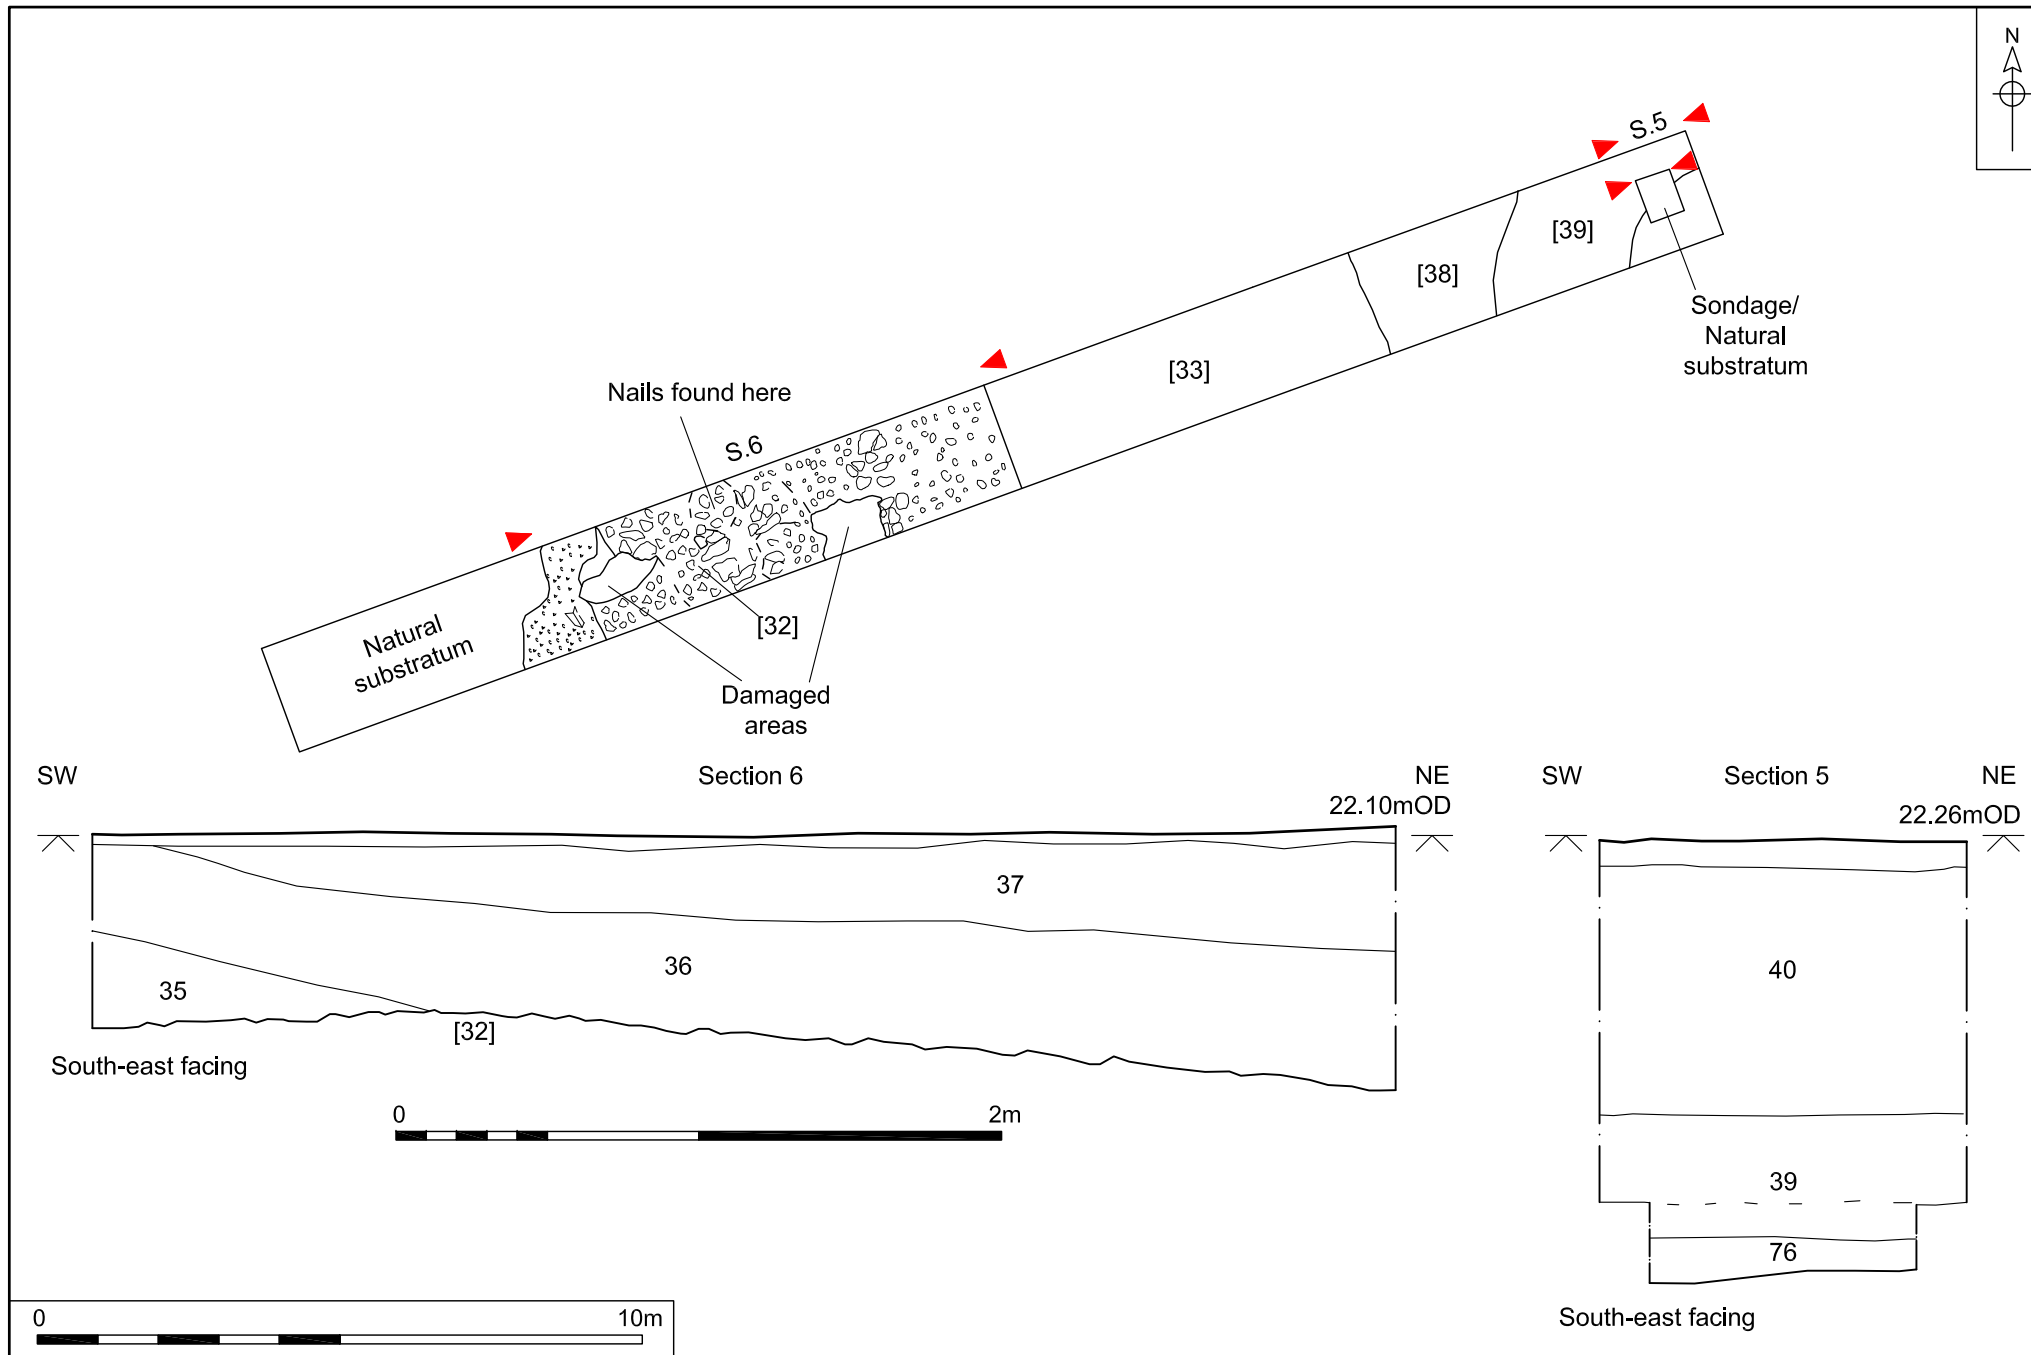 N
S.5
[39]
[38]
Sondage/
Natural
substratum
[33]
Nails found here
S.6
[32]
Natural
substratum
Damaged
areas
SW
Section 6
NE
22.10mOD
37
36
35
[32]
South-east facing
0
2m
SW
Section 5
NE
22.26mOD
40
39
76
South-east facing
0
10m